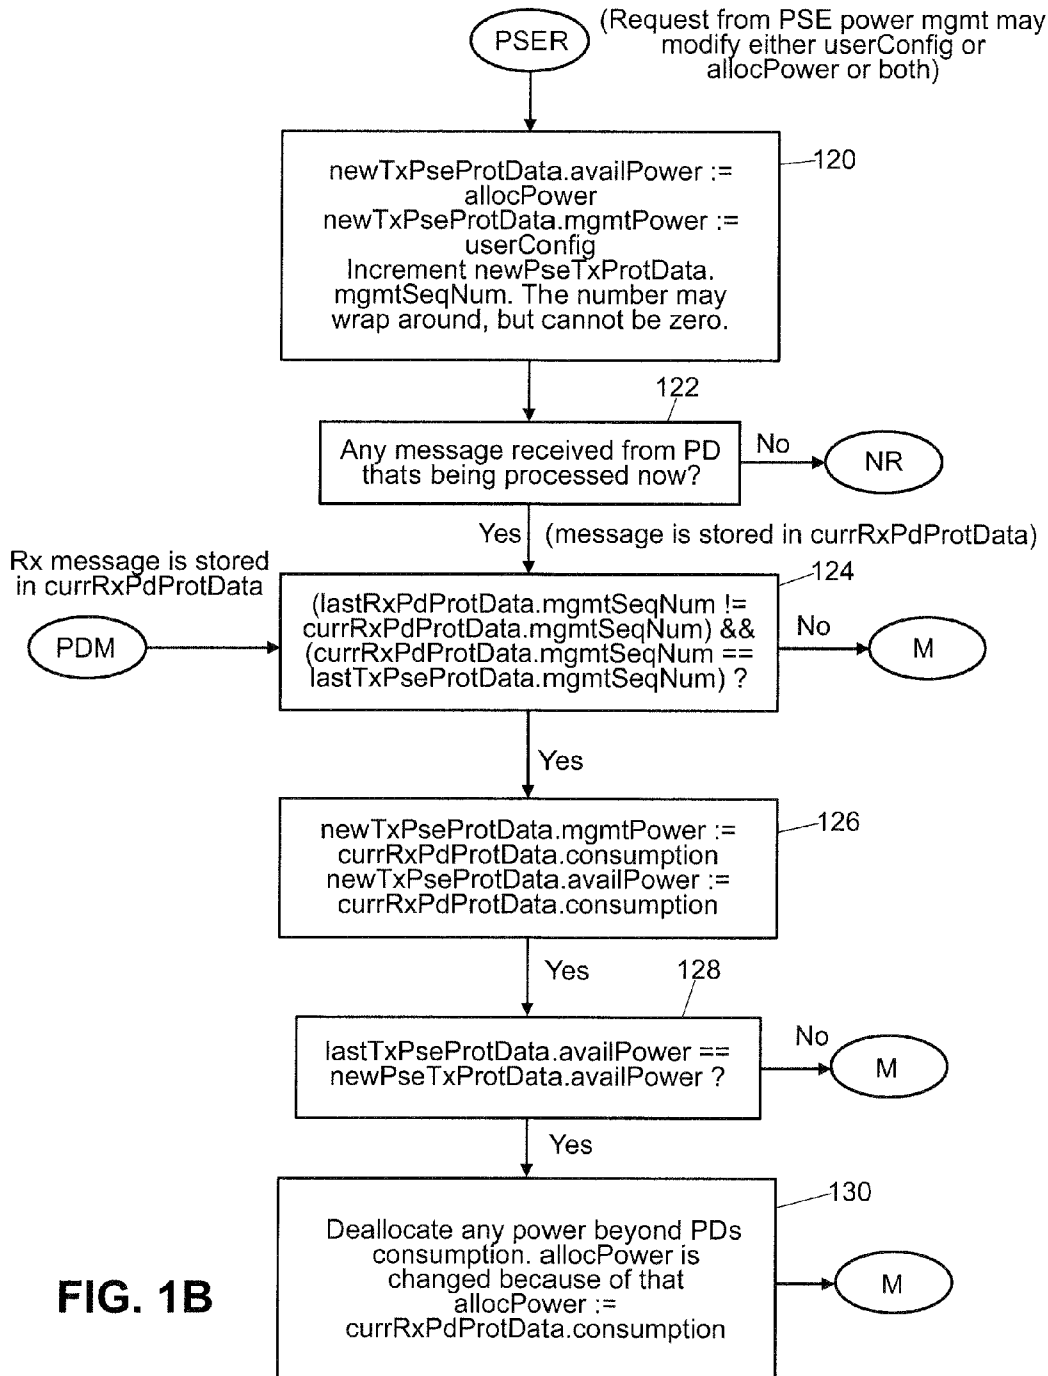 PSER
(Request from PSE power mgmt may
modify either userConfig or
allocPower or both)
120
newTxPseProtData.availPower :=
allocPower
newTxPseProtData.mgmtPower :=
userConfig
Increment newPseTxProtData.
mgmtSeqNum. The number may
wrap around, but cannot be zero.
122
Any message received from PD
thats being processed now?
No
NR
Yes
(message is stored in currRxPdProtData)
Rx message is stored
in currRxPdProtData
PDM
124
(lastRxPdProtData.mgmtSeqNum !=
currRxPdProtData.mgmtSeqNum) &&
(currRxPdProtData.mgmtSeqNum ==
lastTxPseProtData.mgmtSeqNum) ?
No
M
Yes
126
newTxPseProtData.mgmtPower :=
currRxPdProtData.consumption
newTxPseProtData.availPower :=
currRxPdProtData.consumption
Yes
128
lastTxPseProtData.availPower ==
newPseTxProtData.availPower ?
No
M
Yes
130
Deallocate any power beyond PDs
consumption. allocPower is
changed because of that
allocPower :=
currRxPdProtData.consumption
M
FIG. 1B